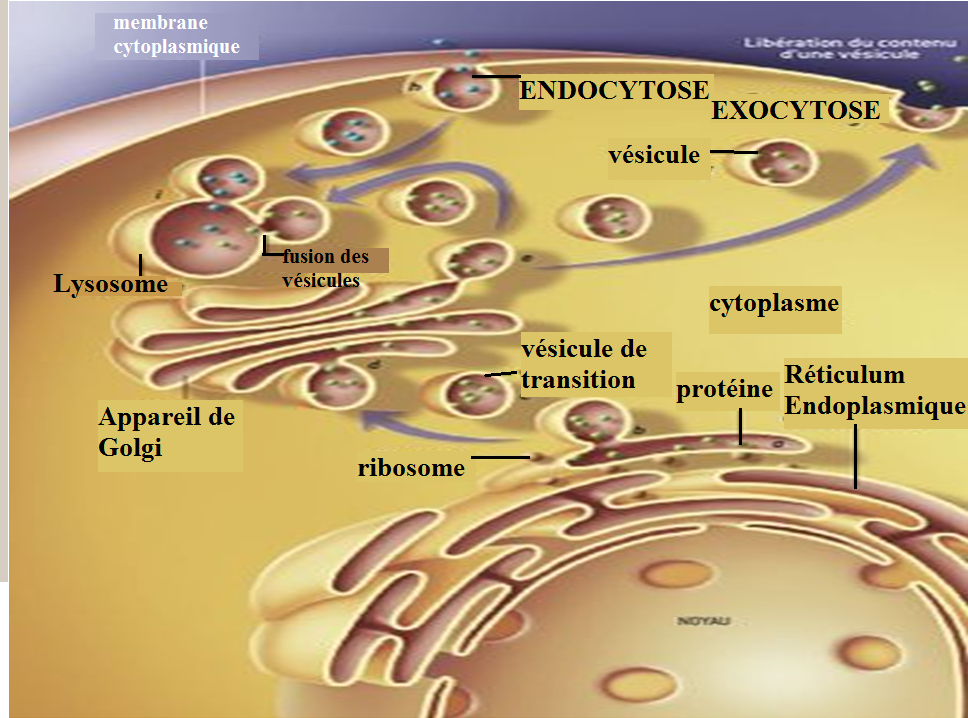 membrane
cytoplasmique
Libération du contenu
d'une vésicule
ENDOCYTOSE
EXOCYTOSE
vésicule
fusion des
vésicules
Lysosome
cytoplasme
vésicule de
transition
protéine
Réticulum
Endoplasmique
Appareil de
Golgi
ribosome
NOYAU